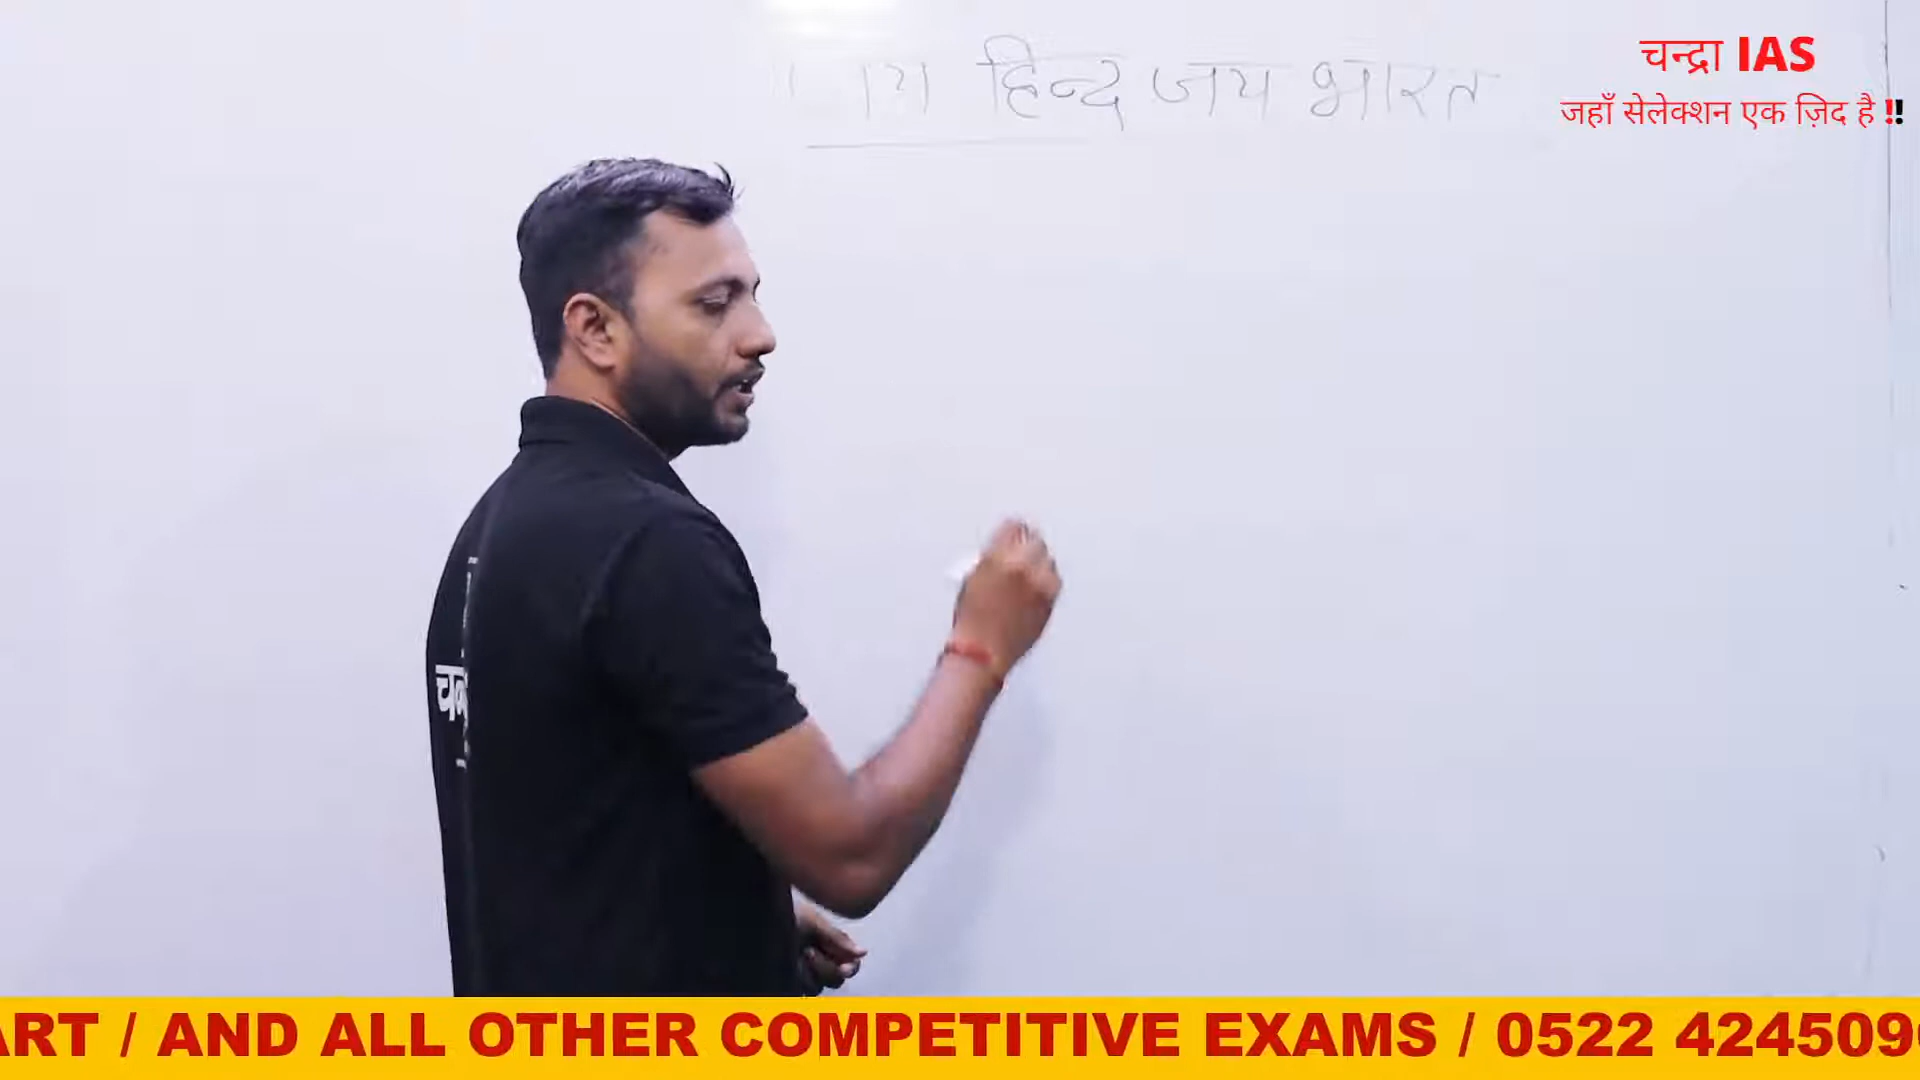 जय हिन्द जय भारत
चन्द्रा IAS
जहाँ सेलेक्शन एक ज़िद है !!
ART / AND ALL OTHER COMPETITIVE EXAMS / 0522 424509